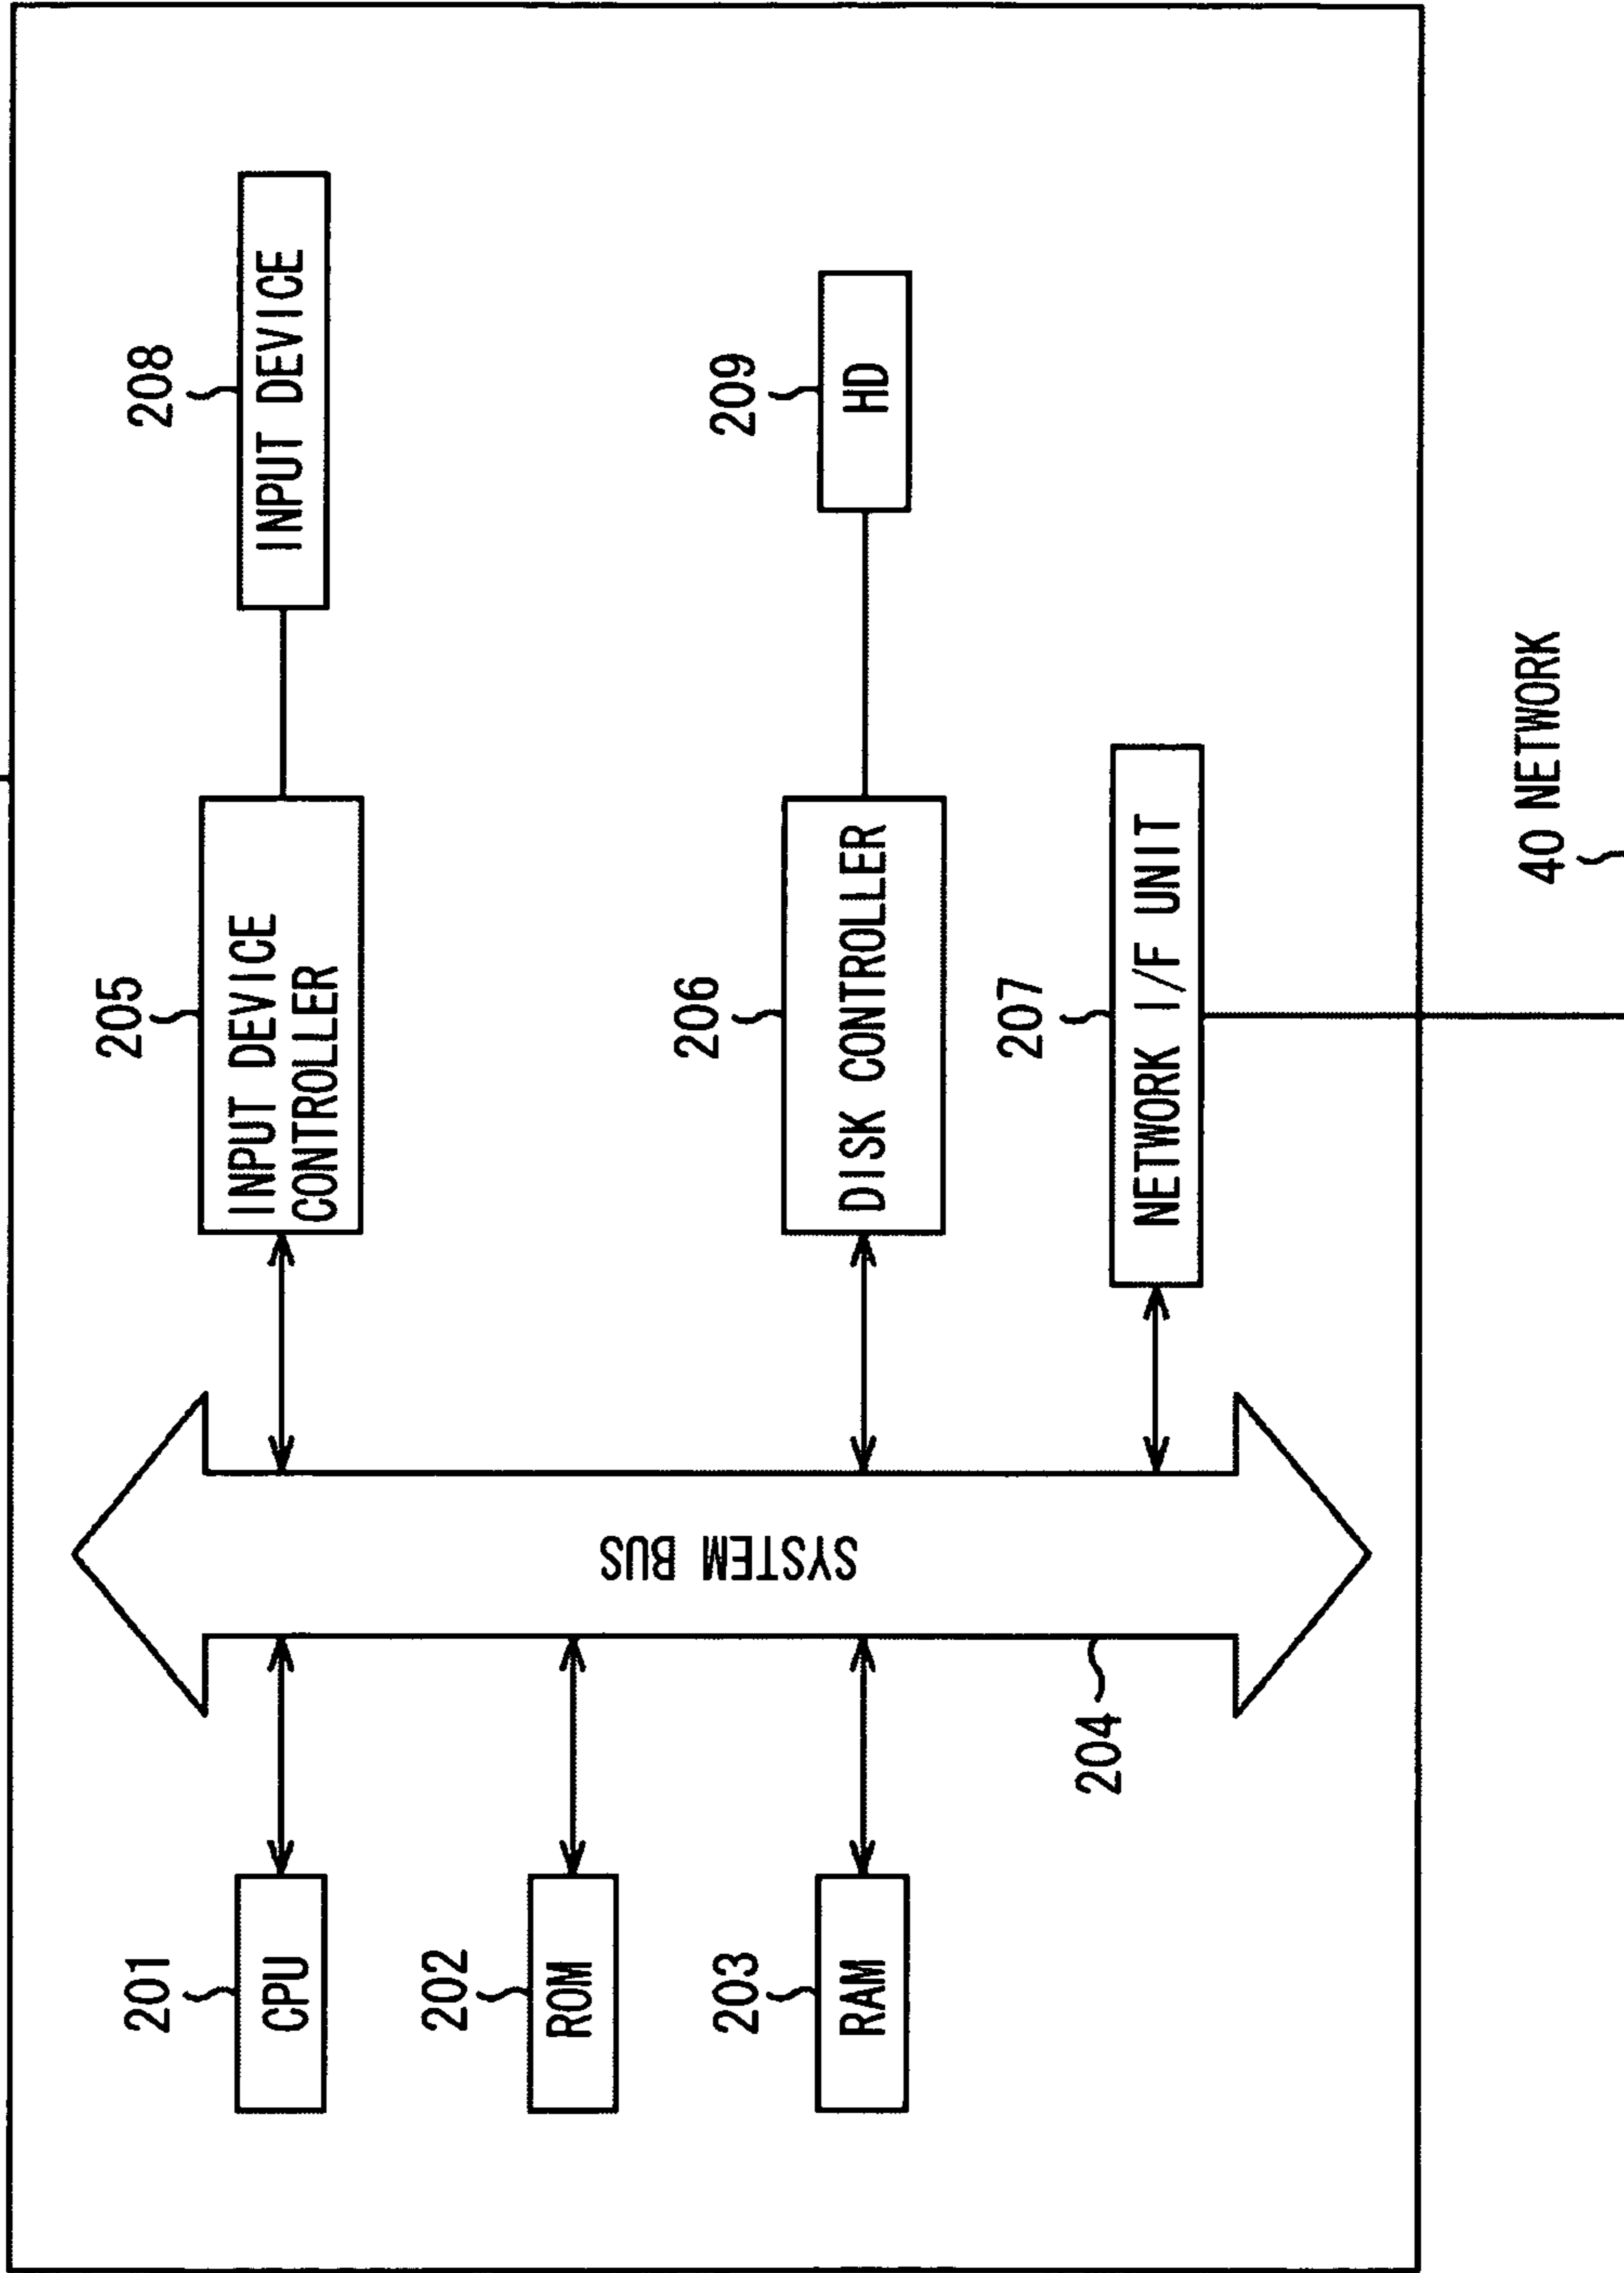 201
CPU
202
ROM
203
RAM
204
SYSTEM BUS
205
INPUT DEVICE
CONTROLLER
206
DISK CONTROLLER
207
NETWORK I/F UNIT
208
INPUT DEVICE
209
HD
40 NETWORK